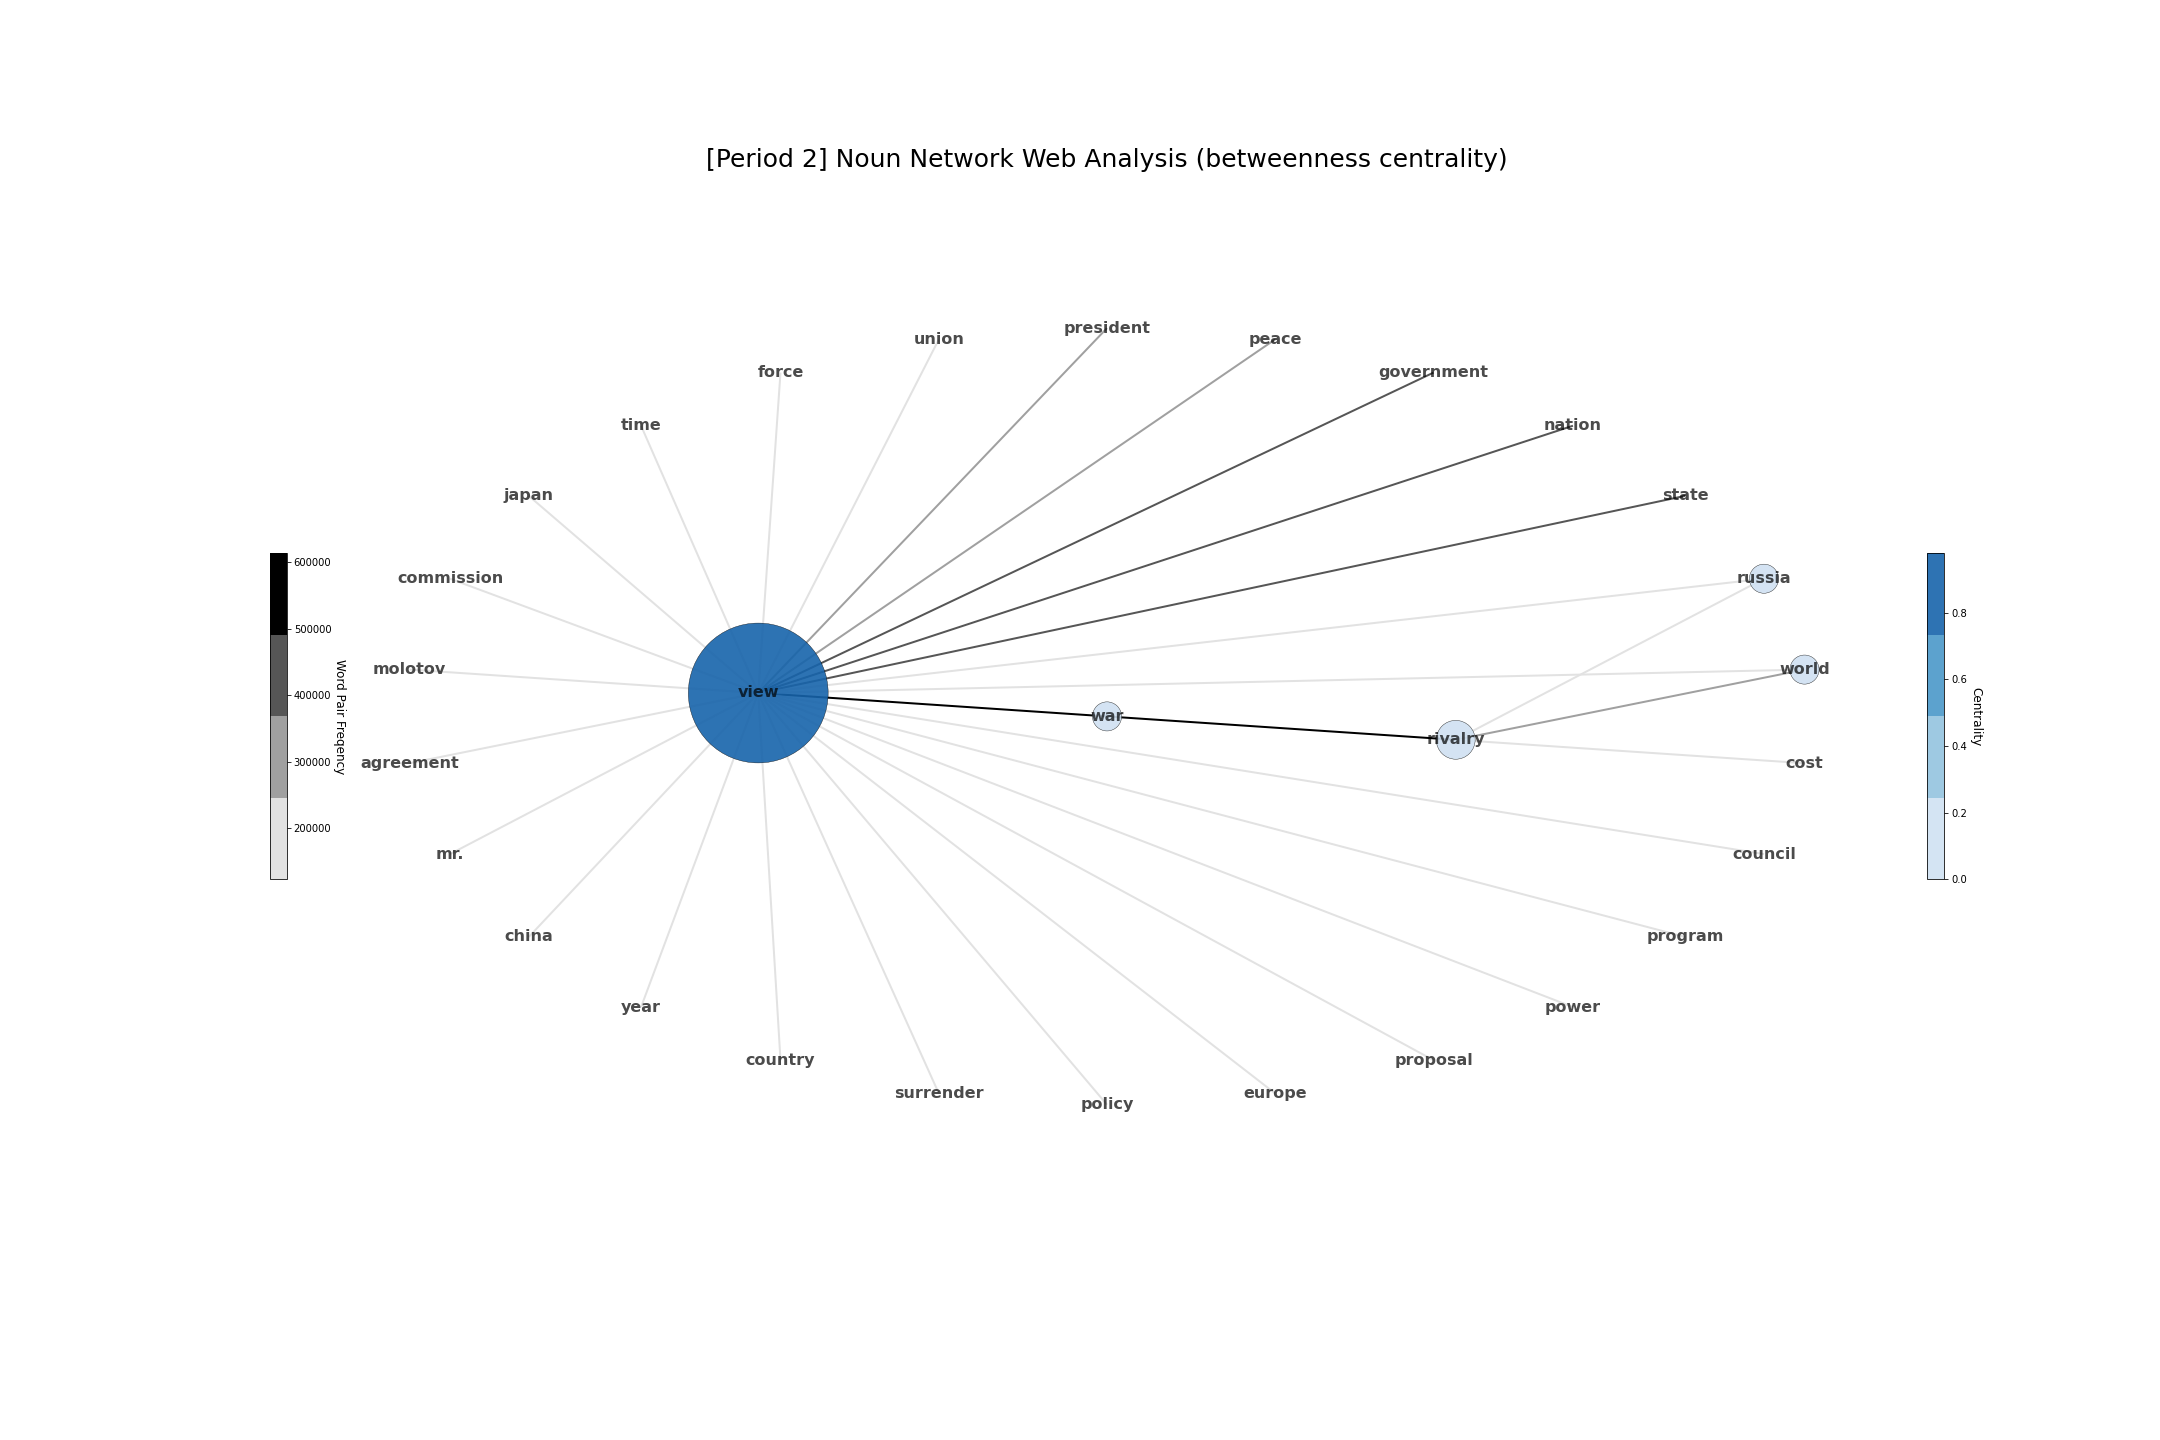 [Period 2] Noun Network Web Analysis (betweenness centrality)
president
union
peace
force
government
time
nation
japan
state
commission
russia
molotov
world
view
war
rivalry
agreement
cost
mr.
council
china
program
year
power
country
proposal
surrender
europe
policy
600000
500000
400000
300000
200000
Word Pair Freqency
0.8
0.6
0.4
0.2
0.0
Centrality